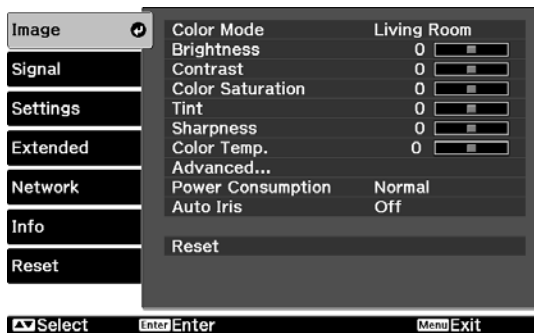 Image
Signal
Settings
Extended
Network
Info
Reset
Color Mode Living Room
Brightness 0
Contrast 0
Color Saturation 0
Tint 0
Sharpness 0
Color Temp. 0
Advanced...
Power Consumption Normal
Auto Iris Off
Reset
Select Enter Enter Menu Exit